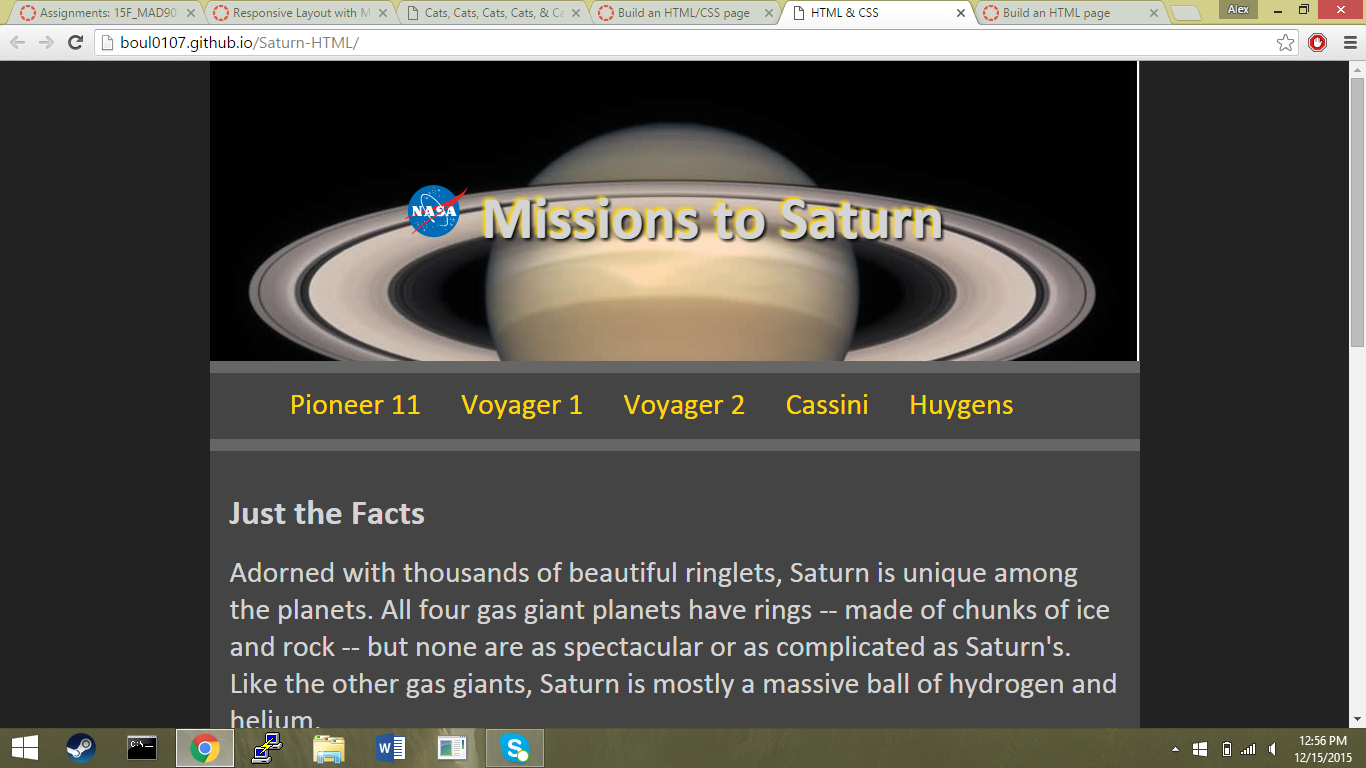 Assignments: 15F_MAD90
Responsive Layout with M
Cats, Cats, Cats, Cats, & Ca
Build an HTML/CSS page
HTML & CSS
Build an HTML page
Alex
boul0107.github.io/Saturn-HTML/
NASA
Missions to Saturn
Pioneer 11 Voyager 1 Voyager 2 Cassini Huygens
Just the Facts
Adorned with thousands of beautiful ringlets, Saturn is unique among
the planets. All four gas giant planets have rings -- made of chunks of ice
and rock -- but none are as spectacular or as complicated as Saturn's.
Like the other gas giants, Saturn is mostly a massive ball of hydrogen and
helium.
C:\
12:56 PM
12/15/2015